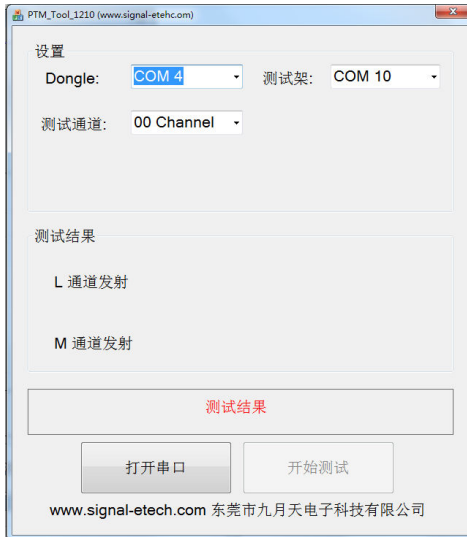 PTM_Tool_1210 (www.signal-etehc.com)
设置
Dongle: COM 4 测试架: COM 10
测试通道: 00 Channel
测试结果
L 通道发射
M 通道发射
测试结果
打开串口 开始测试
www.signal-etech.com 东莞市九月天电子科技有限公司